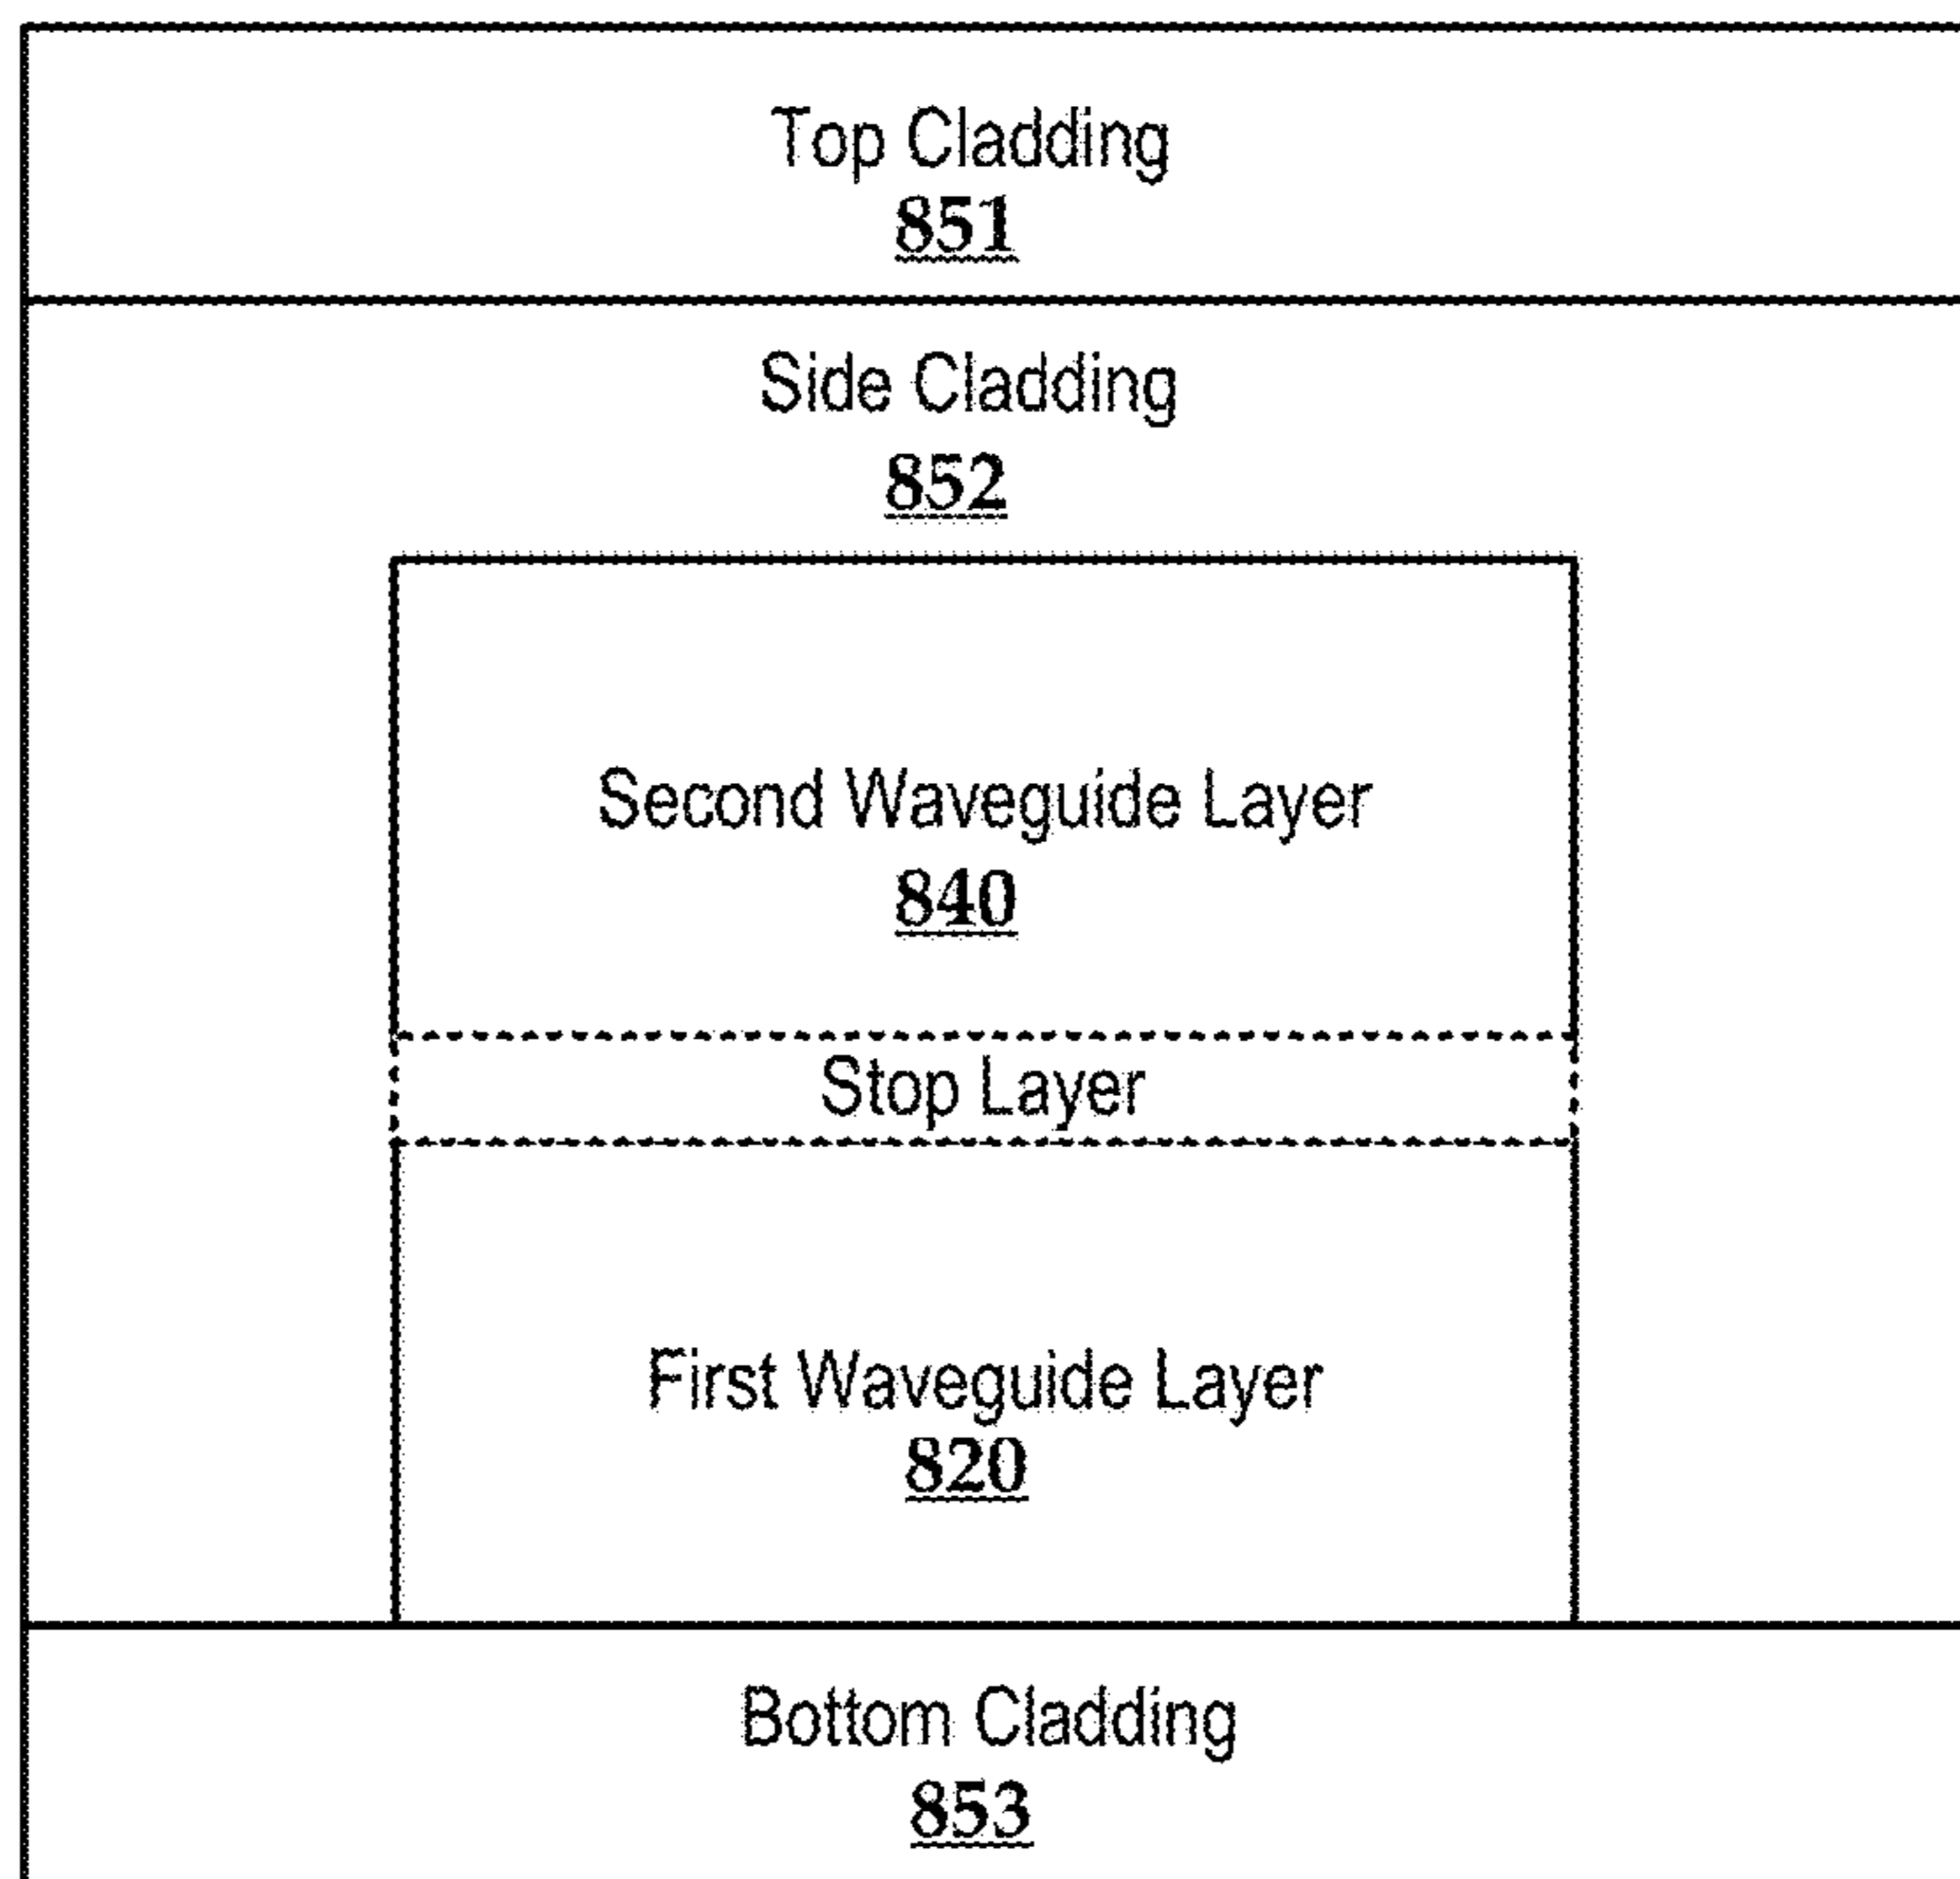 Top Cladding
851
Side Cladding
852
Second Waveguide Layer
840
Stop Layer
First Waveguide Layer
820
Bottom Cladding
853